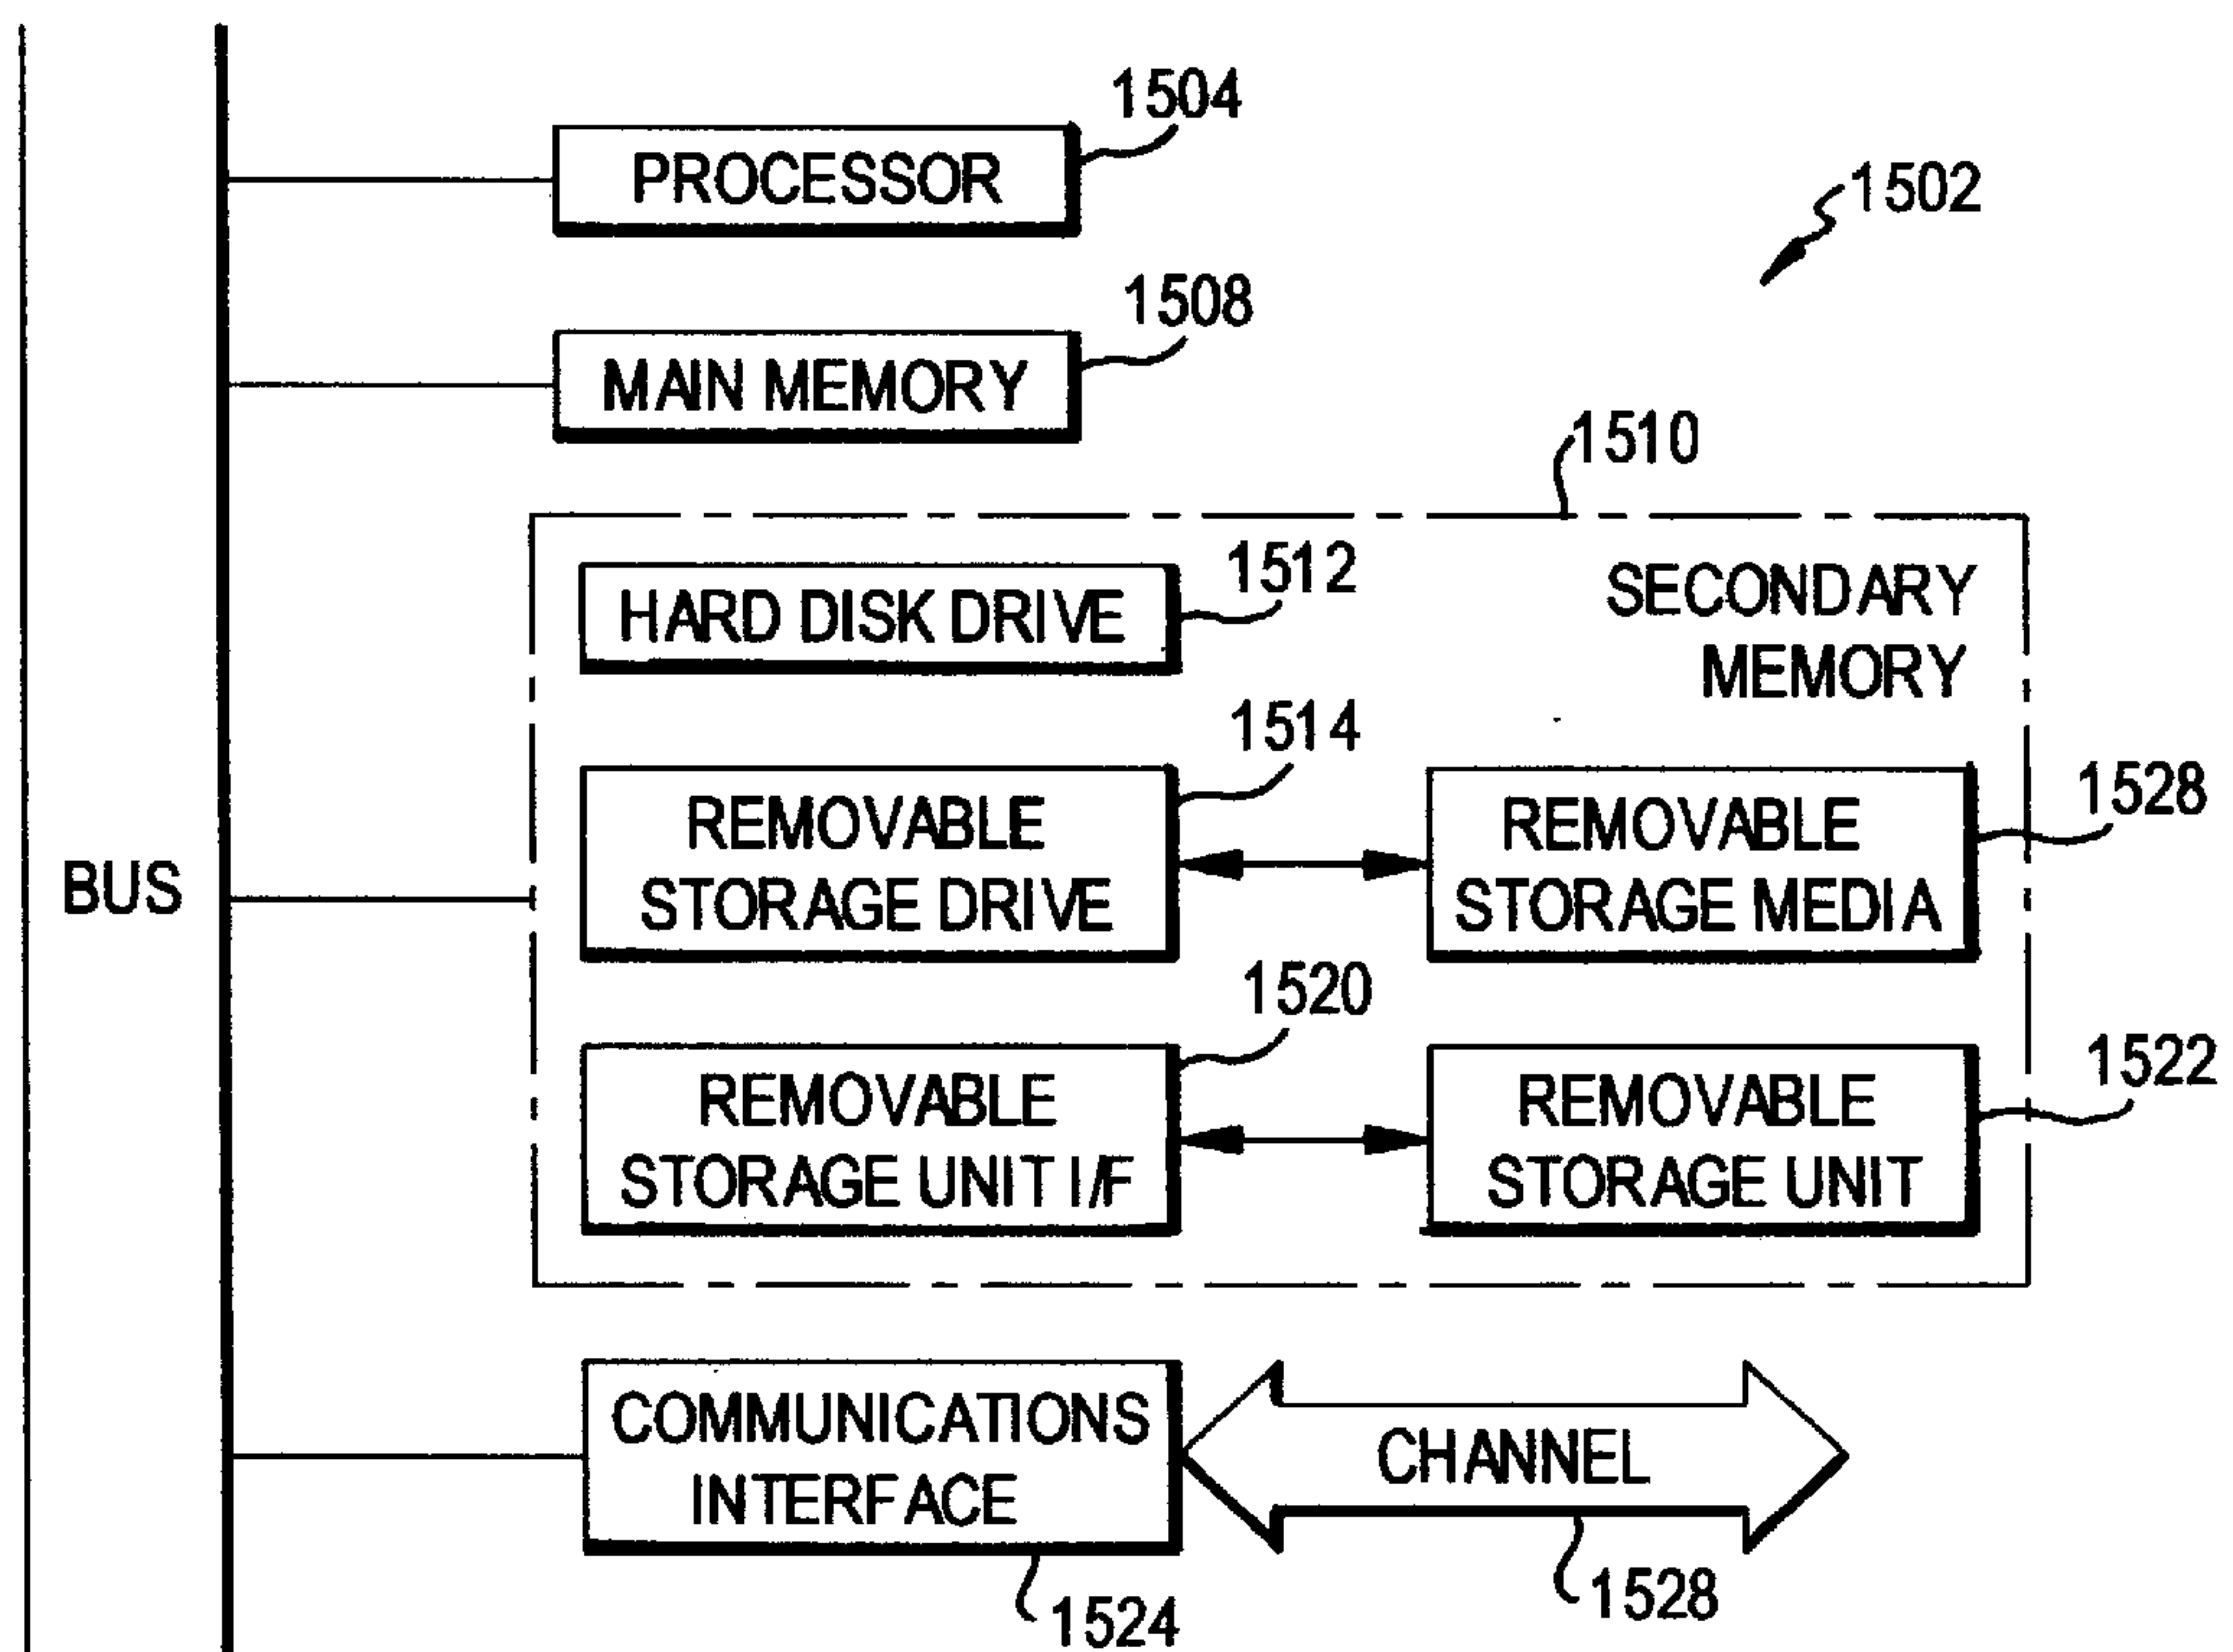 1504
PROCESSOR
1502
1508
MAIN MEMORY
1510
1512
HARD DISK DRIVE
SECONDARY
MEMORY
1514
REMOVABLE
STORAGE DRIVE
1528
REMOVABLE
STORAGE MEDIA
BUS
1520
REMOVABLE
STORAGE UNIT I/F
1522
REMOVABLE
STORAGE UNIT
COMMUNICATIONS
INTERFACE
CHANNEL
1524
1528